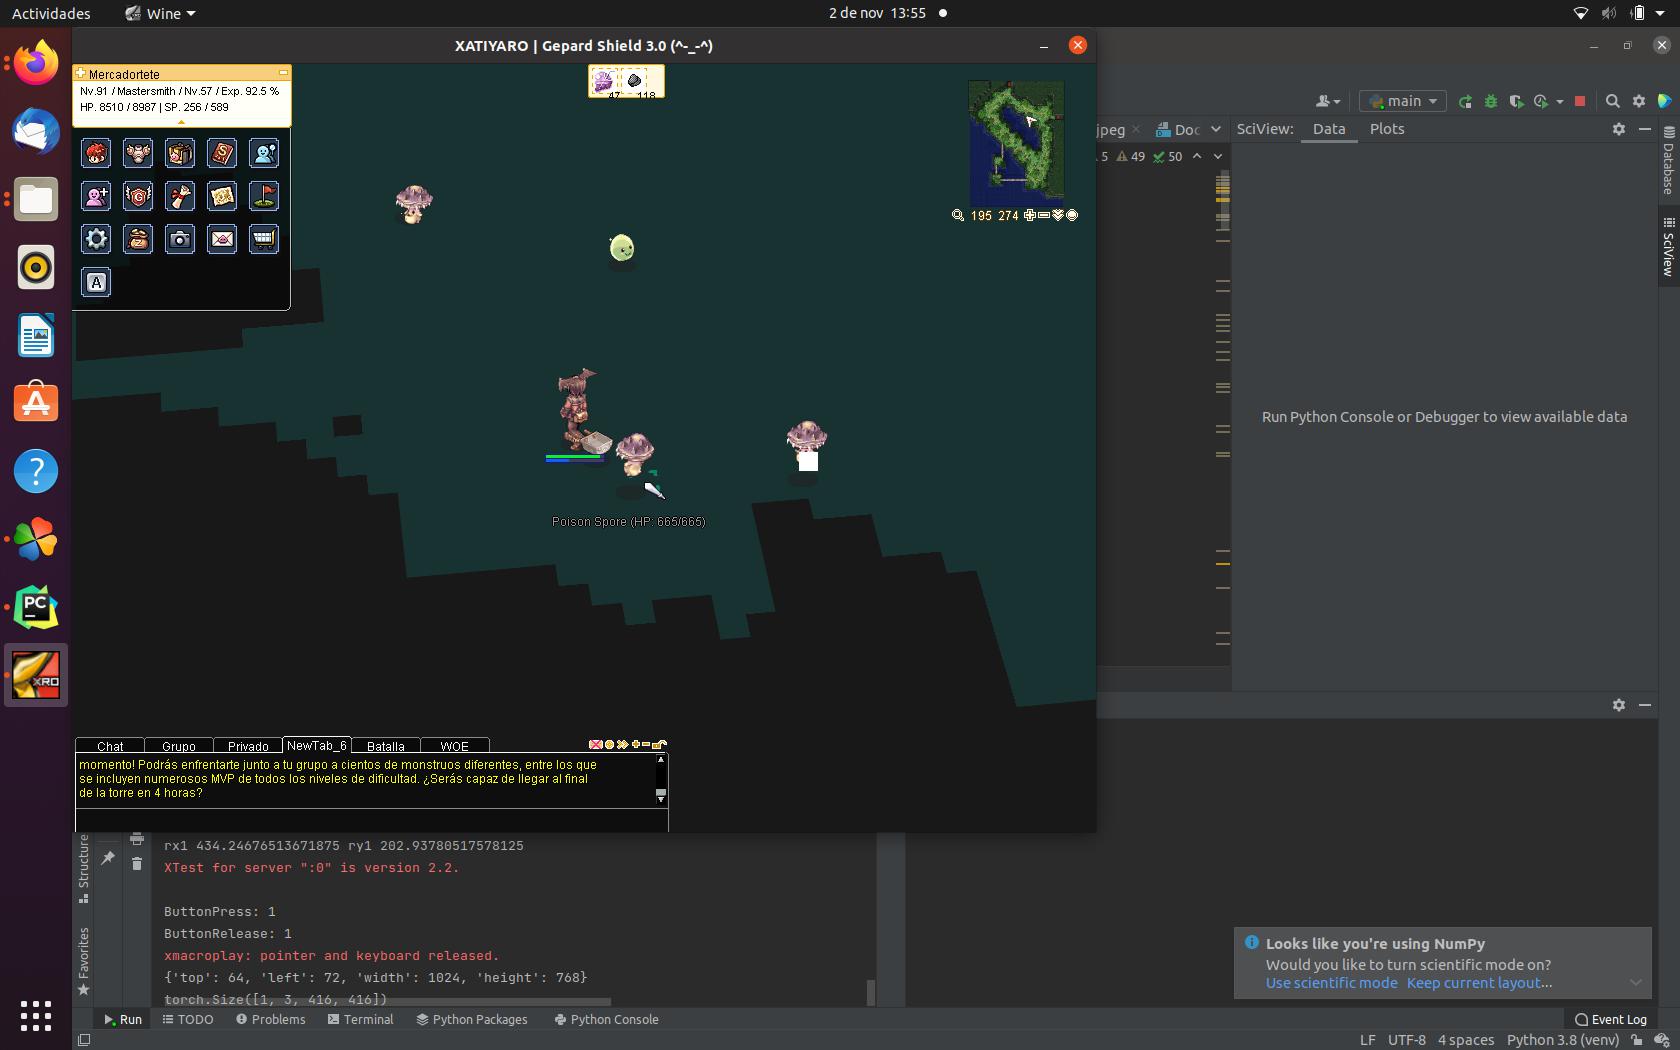 Actividades
Wine
2 de nov 13:55
XATIYARO | Gepard Shield 3.0 (^-_-^)
Mercadortete
Nv.91 / Mastersmith / Nv.57 / Exp. 92.5 %
HP. 8510 / 8987 | SP. 256 / 589
47
118
195 274
A
Poison Spore (HP: 665/665)
Chat
Grupo
Privado
NewTab_6
Batalla
WOE
momento! Podrás enfrentarte junto a tu grupo a cientos de monstruos diferentes, entre los que
se incluyen numerosos MVP de todos los niveles de dificultad. ¿Serás capaz de llegar al final
de la torre en 4 horas?
main
jpeg
Doc
SciView:
Data
Plots
5
49
50
Database
SciView
Run Python Console or Debugger to view available data
PC
XRO
Structure
Favorites
rx1 434.24676513671875 ry1 202.93780517578125
XTest for server ":0" is version 2.2.
ButtonPress: 1
ButtonRelease: 1
xmacroplay: pointer and keyboard released.
{'top': 64, 'left': 72, 'width': 1024, 'height': 768}
torch.Size([1, 3, 416, 416])
Looks like you're using NumPy
Would you like to turn scientific mode on?
Use scientific mode
Keep current layout...
Run
TODO
Problems
Terminal
Python Packages
Python Console
Event Log
LF
UTF-8
4 spaces
Python 3.8 (venv)